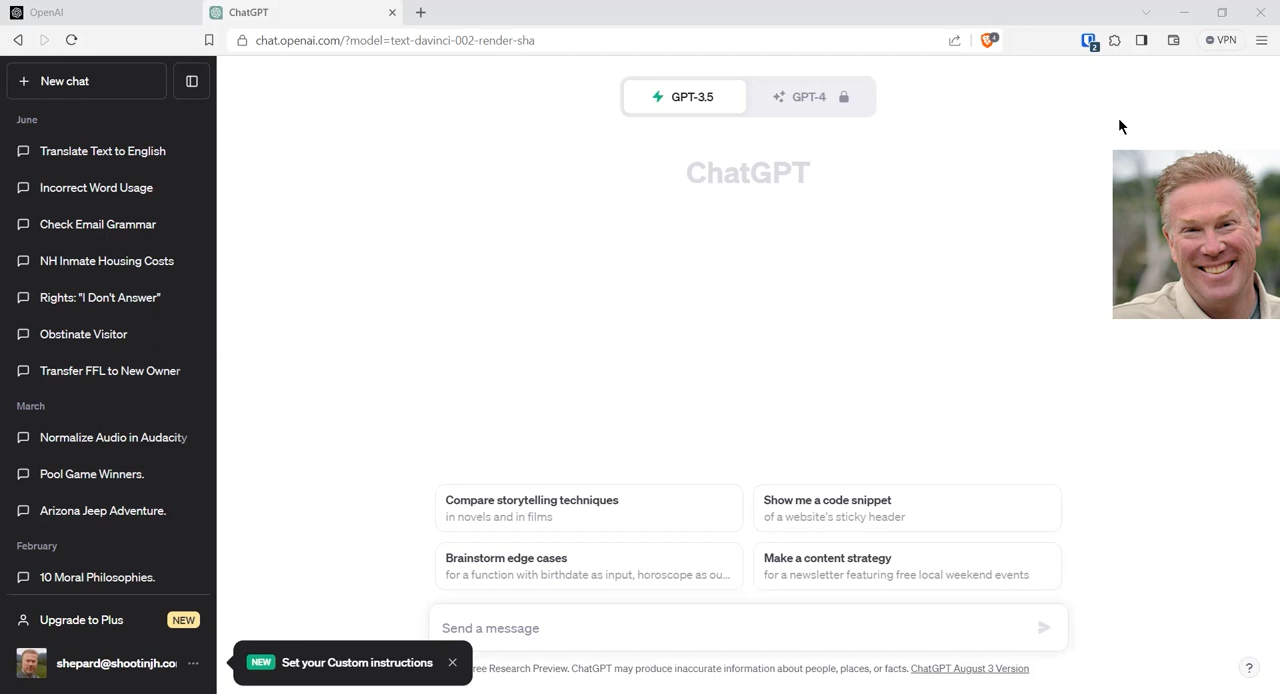 OpenAI
ChatGPT
chat.openai.com/?model=text-davinci-002-render-sha
4
2
VPN
New chat
June
Translate Text to English
Incorrect Word Usage
Check Email Grammar
NH Inmate Housing Costs
Rights: "I Don't Answer"
Obstinate Visitor
Transfer FFL to New Owner
March
Normalize Audio in Audacity
Pool Game Winners.
Arizona Jeep Adventure.
February
10 Moral Philosophies.
Upgrade to Plus NEW
shepard@shootinjh.co
GPT-3.5 GPT-4
ChatGPT
Compare storytelling techniques
in novels and in films
Show me a code snippet
of a website's sticky header
Brainstorm edge cases
for a function with birthdate as input, horoscope as ou...
Make a content strategy
for a newsletter featuring free local weekend events
Send a message
NEW Set your Custom instructions
ree Research Preview. ChatGPT may produce inaccurate information about people, places, or facts. ChatGPT August 3 Version
?